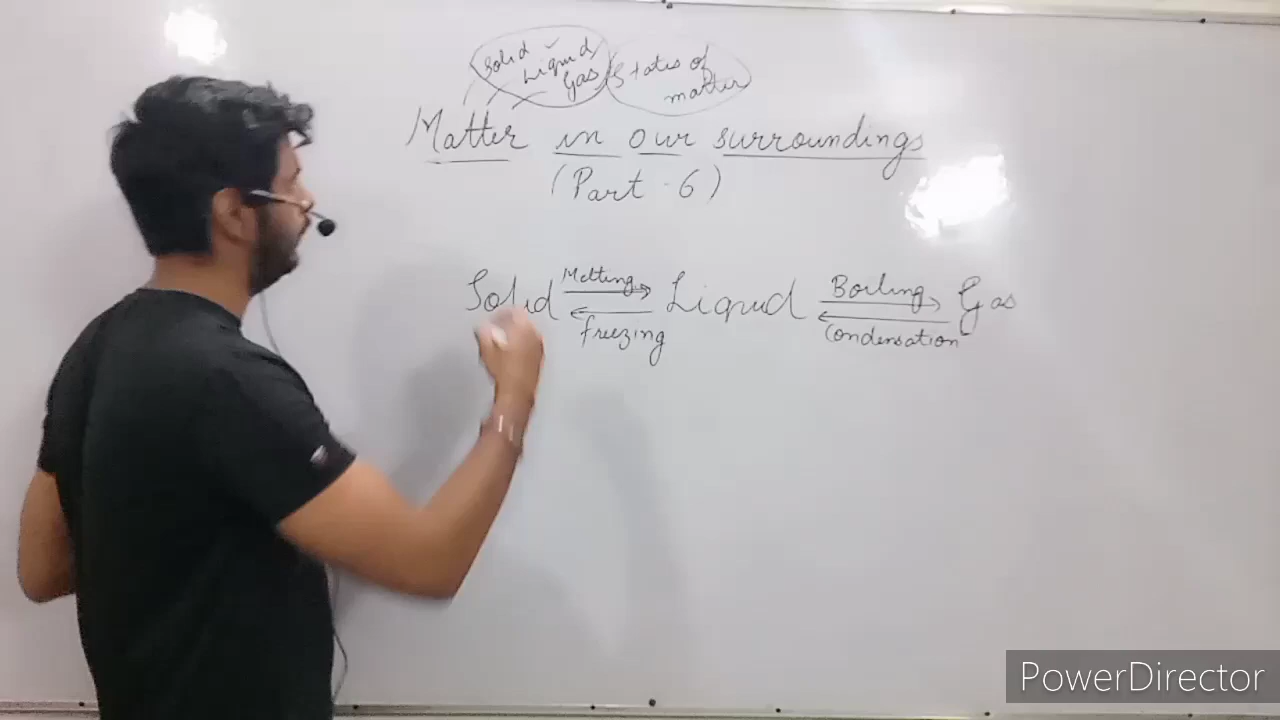 Solid
Liquid
Gas
States of
matter
Matter in our surroundings
(Part - 6)
Solid Melting Liquid Boiling Gas
freezing Condensation
PowerDirector